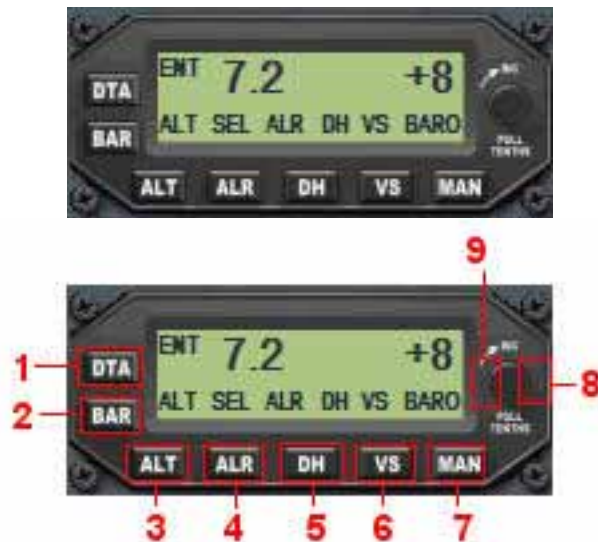 ENT 7.2 +8
DTA
BAR
ALT SEL ALR DH VS BARO
PULL
TENTHS
ALT ALR DH VS MAN
9
ENT 7.2 +8
1 DTA
8
2 BAR
ALT SEL ALR DH VS BARO
PULL
TENTHS
ALT ALR DH VS MAN
3 4 5 6 7